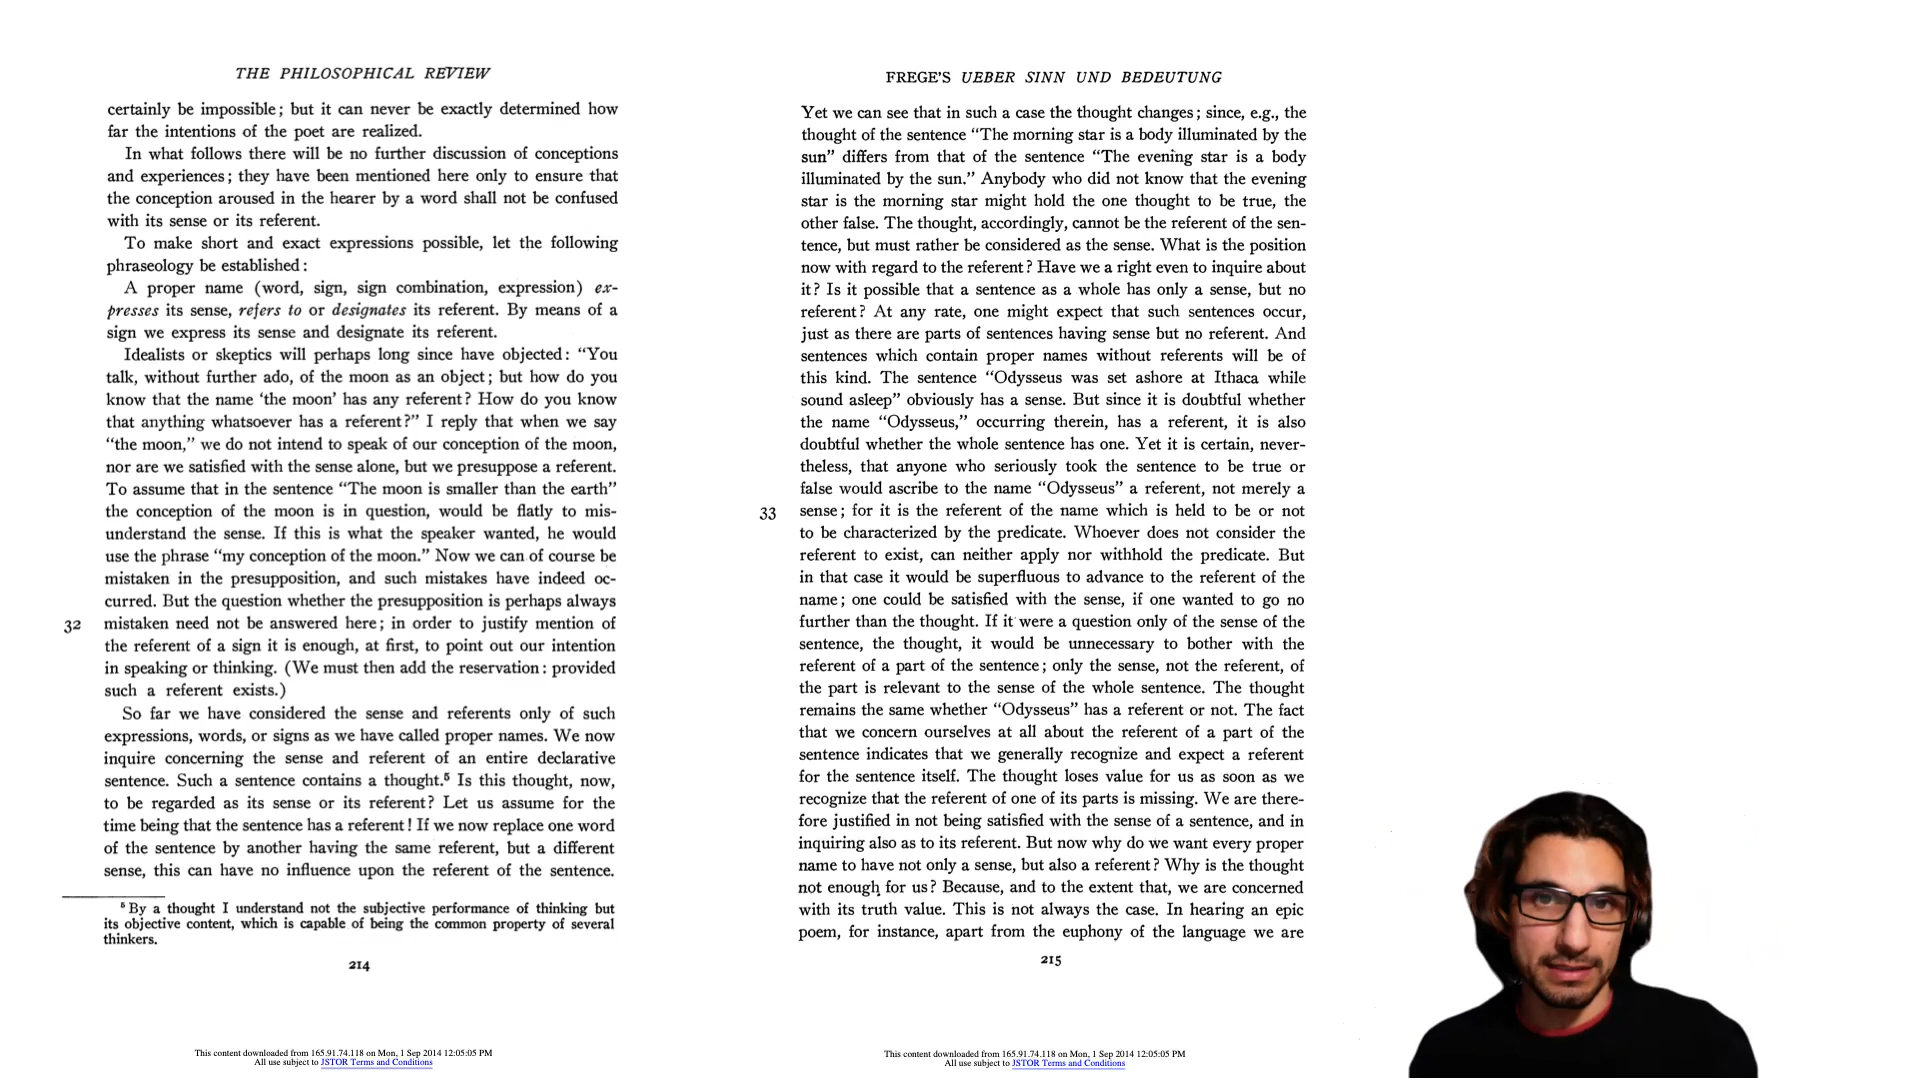 THE PHILOSOPHICAL REVIEW
certainly be impossible; but it can never be exactly determined how
far the intentions of the poet are realized.
In what follows there will be no further discussion of conceptions
and experiences; they have been mentioned here only to ensure that
the conception aroused in the hearer by a word shall not be confused
with its sense or its referent.
To make short and exact expressions possible, let the following
phraseology be established:
A proper name (word, sign, sign combination, expression) ex-
presses its sense, refers to or designates its referent. By means of a
sign we express its sense and designate its referent.
Idealists or skeptics will perhaps long since have objected: “You
talk, without further ado, of the moon as an object; but how do you
know that the name ‘the moon’ has any referent? How do you know
that anything whatsoever has a referent?” I reply that when we say
“the moon,” we do not intend to speak of our conception of the moon,
nor are we satisfied with the sense alone, but we presuppose a referent.
To assume that in the sentence “The moon is smaller than the earth”
the conception of the moon is in question, would be flatly to mis-
understand the sense. If this is what the speaker wanted, he would
use the phrase “my conception of the moon.” Now we can of course be
mistaken in the presupposition, and such mistakes have indeed oc-
curred. But the question whether the presupposition is perhaps always
32 mistaken need not be answered here; in order to justify mention of
the referent of a sign it is enough, at first, to point out our intention
in speaking or thinking. (We must then add the reservation: provided
such a referent exists.)
So far we have considered the sense and referents only of such
expressions, words, or signs as we have called proper names. We now
inquire concerning the sense and referent of an entire declarative
sentence. Such a sentence contains a thought.⁵ Is this thought, now,
to be regarded as its sense or its referent? Let us assume for the
time being that the sentence has a referent! If we now replace one word
of the sentence by another having the same referent, but a different
sense, this can have no influence upon the referent of the sentence.
⁵ By a thought I understand not the subjective performance of thinking but
its objective content, which is capable of being the common property of several
thinkers.
214
This content downloaded from 165.91.74.118 on Mon, 1 Sep 2014 12:05:05 PM
All use subject to JSTOR Terms and Conditions
FREGE'S UEBER SINN UND BEDEUTUNG
Yet we can see that in such a case the thought changes; since, e.g., the
thought of the sentence “The morning star is a body illuminated by the
sun” differs from that of the sentence “The evening star is a body
illuminated by the sun.” Anybody who did not know that the evening
star is the morning star might hold the one thought to be true, the
other false. The thought, accordingly, cannot be the referent of the sen-
tence, but must rather be considered as the sense. What is the position
now with regard to the referent? Have we a right even to inquire about
it? Is it possible that a sentence as a whole has only a sense, but no
referent? At any rate, one might expect that such sentences occur,
just as there are parts of sentences having sense but no referent. And
sentences which contain proper names without referents will be of
this kind. The sentence “Odysseus was set ashore at Ithaca while
sound asleep” obviously has a sense. But since it is doubtful whether
the name “Odysseus,” occurring therein, has a referent, it is also
doubtful whether the whole sentence has one. Yet it is certain, never-
theless, that anyone who seriously took the sentence to be true or
false would ascribe to the name “Odysseus” a referent, not merely a
33 sense; for it is the referent of the name which is held to be or not
to be characterized by the predicate. Whoever does not consider the
referent to exist, can neither apply nor withhold the predicate. But
in that case it would be superfluous to advance to the referent of the
name; one could be satisfied with the sense, if one wanted to go no
further than the thought. If it were a question only of the sense of the
sentence, the thought, it would be unnecessary to bother with the
referent of a part of the sentence; only the sense, not the referent, of
the part is relevant to the sense of the whole sentence. The thought
remains the same whether “Odysseus” has a referent or not. The fact
that we concern ourselves at all about the referent of a part of the
sentence indicates that we generally recognize and expect a referent
for the sentence itself. The thought loses value for us as soon as we
recognize that the referent of one of its parts is missing. We are there-
fore justified in not being satisfied with the sense of a sentence, and in
inquiring also as to its referent. But now why do we want every proper
name to have not only a sense, but also a referent? Why is the thought
not enough for us? Because, and to the extent that, we are concerned
with its truth value. This is not always the case. In hearing an epic
poem, for instance, apart from the euphony of the language we are
215
This content downloaded from 165.91.74.118 on Mon, 1 Sep 2014 12:05:05 PM
All use subject to JSTOR Terms and Conditions